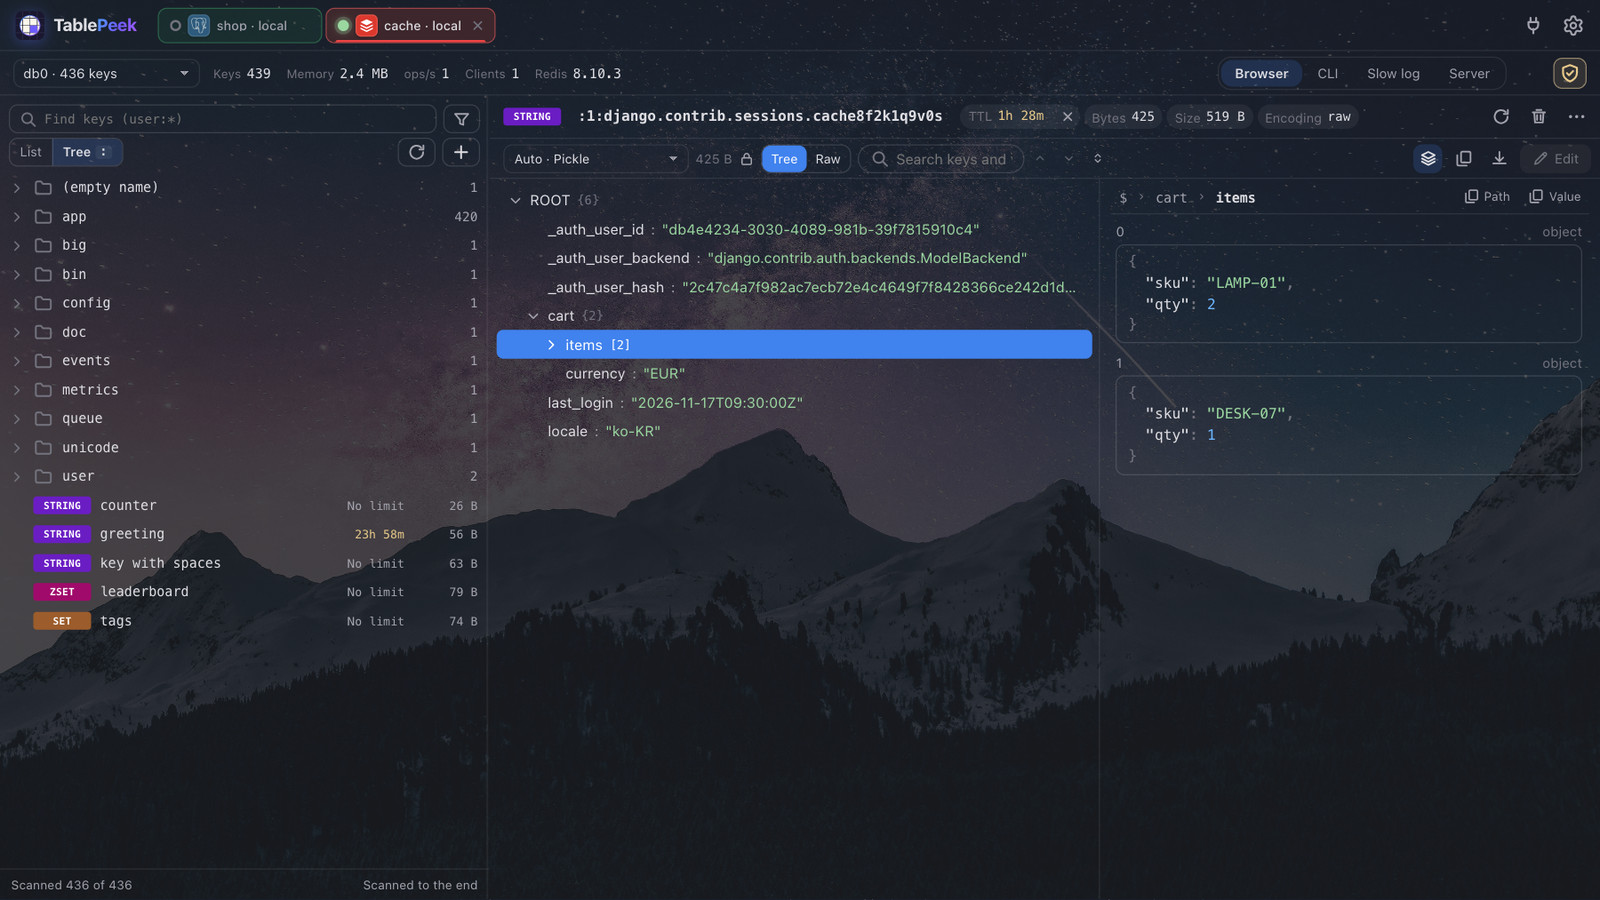 TablePeek
shop · local
cache · local
db0 · 436 keys
Keys 439 Memory 2.4 MB ops/s 1 Clients 1 Redis 8.10.3
Browser CLI Slow log Server
Find keys (user:*)
List Tree :
(empty name) 1
app 420
big 1
bin 1
config 1
doc 1
events 1
metrics 1
queue 1
unicode 1
user 2
STRING counter No limit 26 B
STRING greeting 23h 58m 56 B
STRING key with spaces No limit 63 B
ZSET leaderboard No limit 79 B
SET tags No limit 74 B
Scanned 436 of 436 Scanned to the end
STRING :1:django.contrib.sessions.cache8f2k1q9v0s TTL 1h 28m Bytes 425 Size 519 B Encoding raw
Auto · Pickle 425 B Tree Raw Search keys and Edit
ROOT {6}
_auth_user_id : "db4e4234-3030-4089-981b-39f7815910c4"
_auth_user_backend : "django.contrib.auth.backends.ModelBackend"
_auth_user_hash : "2c47c4a7f982ac7ecb72e4c4649f7f8428366ce242d1d...
cart {2}
items [2]
currency : "EUR"
last_login : "2026-11-17T09:30:00Z"
locale : "ko-KR"
$ › cart › items Path Value
0 object
{
"sku": "LAMP-01",
"qty": 2
}
1 object
{
"sku": "DESK-07",
"qty": 1
}